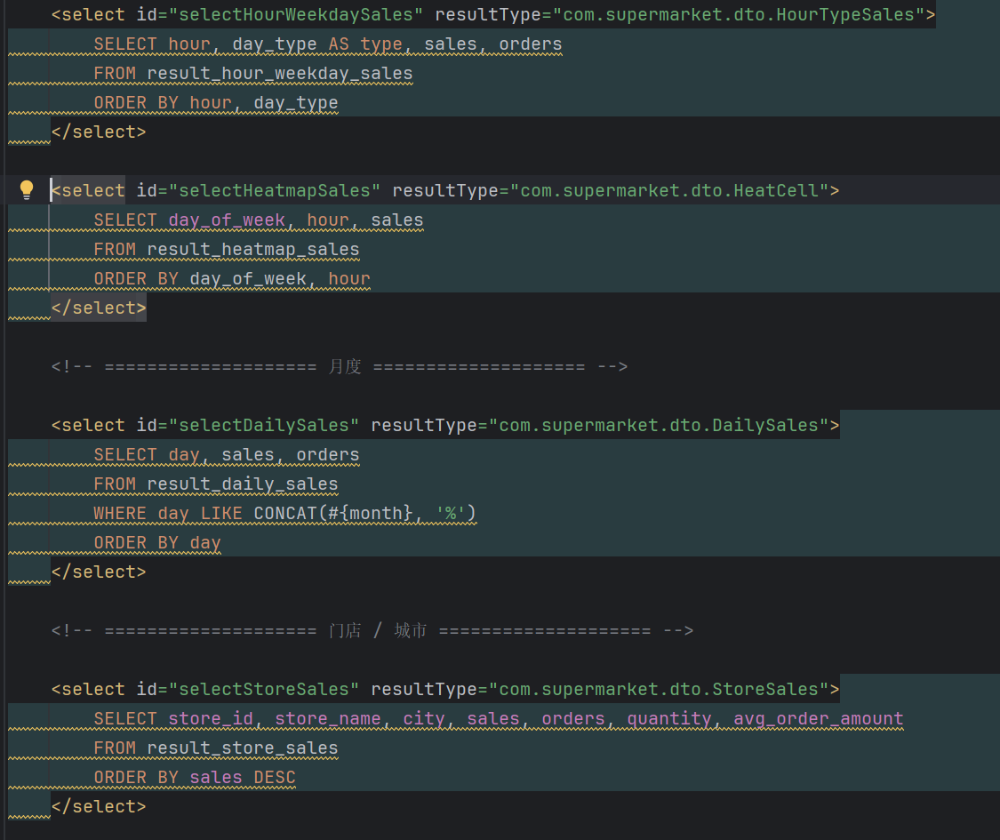 <select id="selectHourWeekdaySales" resultType="com.supermarket.dto.HourTypeSales">
SELECT hour, day_type AS type, sales, orders
FROM result_hour_weekday_sales
ORDER BY hour, day_type
</select>
<select id="selectHeatmapSales" resultType="com.supermarket.dto.HeatCell">
SELECT day_of_week, hour, sales
FROM result_heatmap_sales
ORDER BY day_of_week, hour
</select>
<!-- ==================== 月度 ==================== -->
<select id="selectDailySales" resultType="com.supermarket.dto.DailySales">
SELECT day, sales, orders
FROM result_daily_sales
WHERE day LIKE CONCAT(#{month}, '%')
ORDER BY day
</select>
<!-- ==================== 门店 / 城市 ==================== -->
<select id="selectStoreSales" resultType="com.supermarket.dto.StoreSales">
SELECT store_id, store_name, city, sales, orders, quantity, avg_order_amount
FROM result_store_sales
ORDER BY sales DESC
</select>